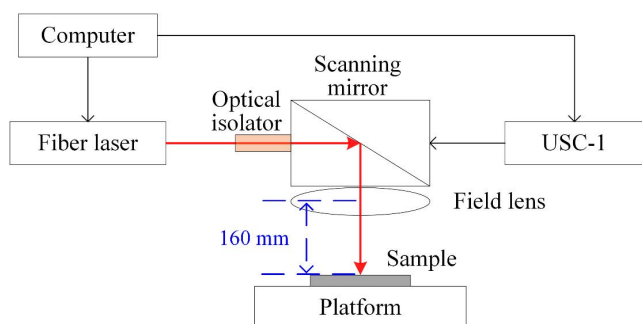 Computer
Scanning
mirror
Optical
isolator
Fiber laser
USC-1
Field lens
160 mm
Sample
Platform